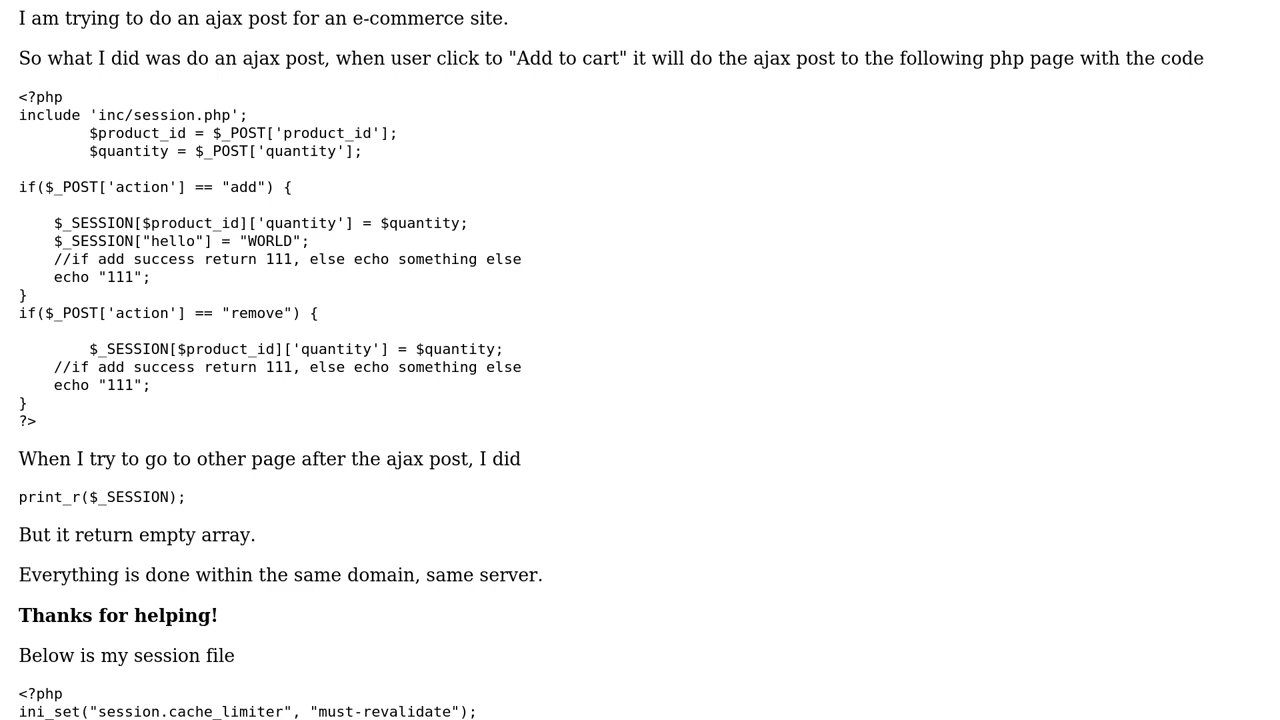 I am trying to do an ajax post for an e-commerce site.
So what I did was do an ajax post, when user click to "Add to cart" it will do the ajax post to the following php page with the code
<?php
include 'inc/session.php';
        $product_id = $_POST['product_id'];
        $quantity = $_POST['quantity'];

if($_POST['action'] == "add") {

    $_SESSION[$product_id]['quantity'] = $quantity;
    $_SESSION["hello"] = "WORLD";
    //if add success return 111, else echo something else
    echo "111";
}
if($_POST['action'] == "remove") {

        $_SESSION[$product_id]['quantity'] = $quantity;
    //if add success return 111, else echo something else
    echo "111";
}
?>
When I try to go to other page after the ajax post, I did
print_r($_SESSION);
But it return empty array.
Everything is done within the same domain, same server.
Thanks for helping!
Below is my session file
<?php
ini_set("session.cache_limiter", "must-revalidate");